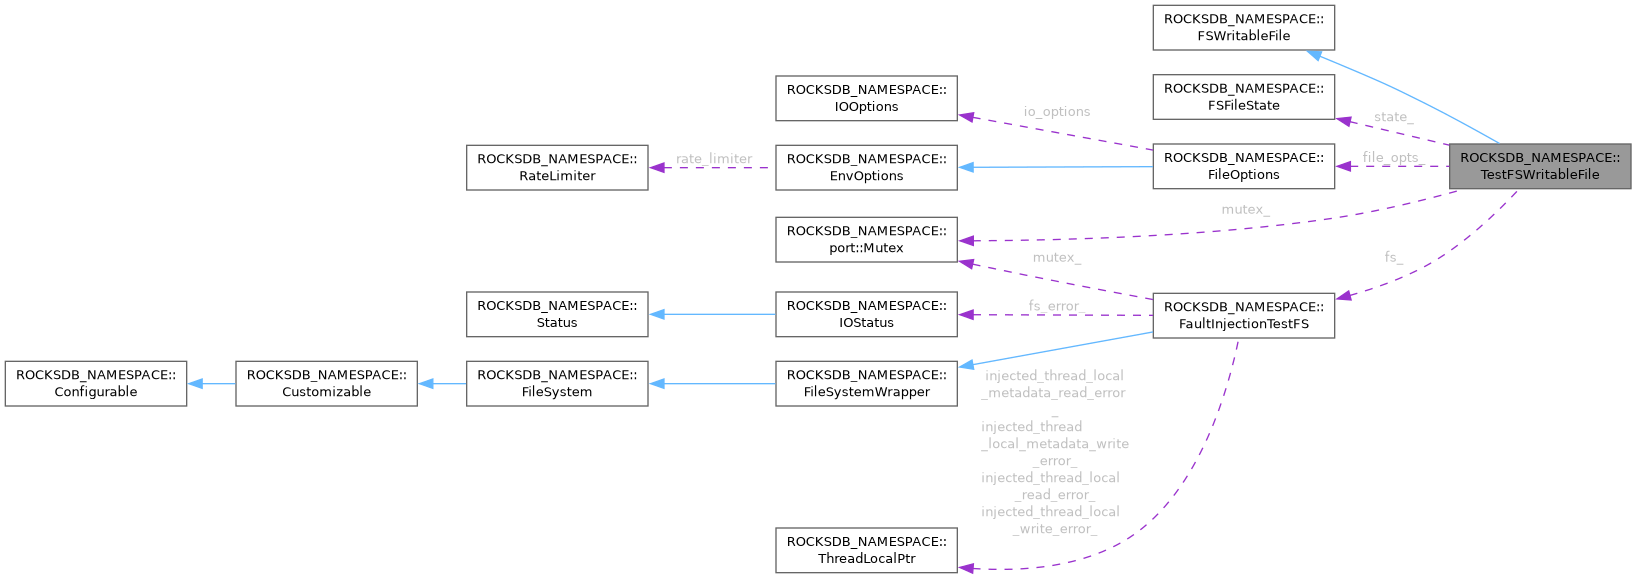 ROCKSDB_NAMESPACE::
FSWritableFile
ROCKSDB_NAMESPACE::
FSFileState
ROCKSDB_NAMESPACE::
IOOptions
io_options
state_
ROCKSDB_NAMESPACE::
RateLimiter
rate_limiter
ROCKSDB_NAMESPACE::
EnvOptions
ROCKSDB_NAMESPACE::
FileOptions
file_opts_
ROCKSDB_NAMESPACE::
TestFSWritableFile
mutex_
ROCKSDB_NAMESPACE::
port::Mutex
mutex_
fs_
ROCKSDB_NAMESPACE::
Status
ROCKSDB_NAMESPACE::
IOStatus
fs_error_
ROCKSDB_NAMESPACE::
FaultInjectionTestFS
ROCKSDB_NAMESPACE::
Configurable
ROCKSDB_NAMESPACE::
Customizable
ROCKSDB_NAMESPACE::
FileSystem
ROCKSDB_NAMESPACE::
FileSystemWrapper
injected_thread_local
_metadata_read_error
_
injected_thread
_local_metadata_write
_error_
injected_thread_local
_read_error_
injected_thread_local
_write_error_
ROCKSDB_NAMESPACE::
ThreadLocalPtr